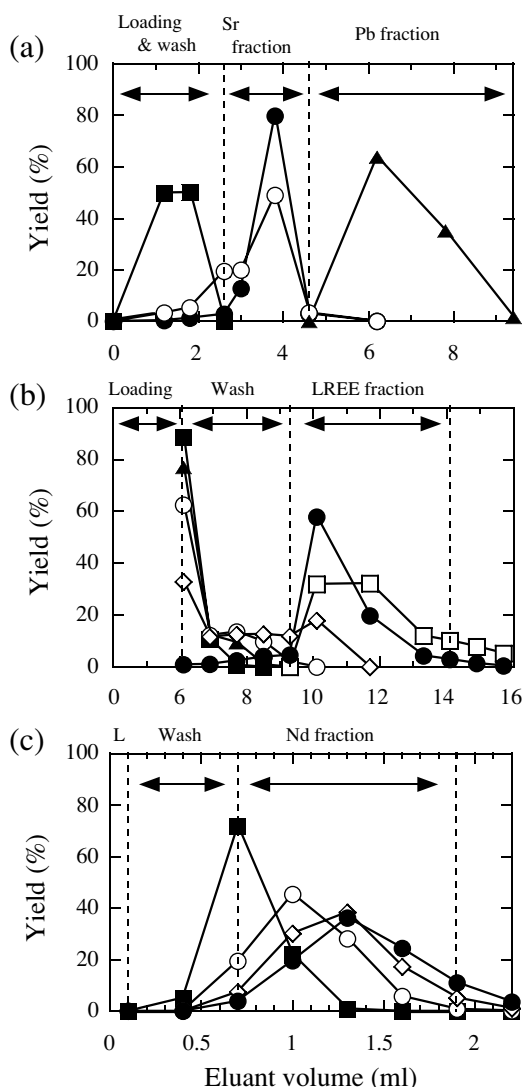 (a)
Loading
& wash
Sr
fraction
Pb fraction
100
80
60
40
20
0
Yield (%)
0 2 4 6 8
(b)
Loading Wash LREE fraction
100
80
60
40
20
0
Yield (%)
0 2 4 6 8 10 12 14 16
(c)
L Wash Nd fraction
100
80
60
40
20
0
Yield (%)
0 0.5 1 1.5 2
Eluant volume (ml)